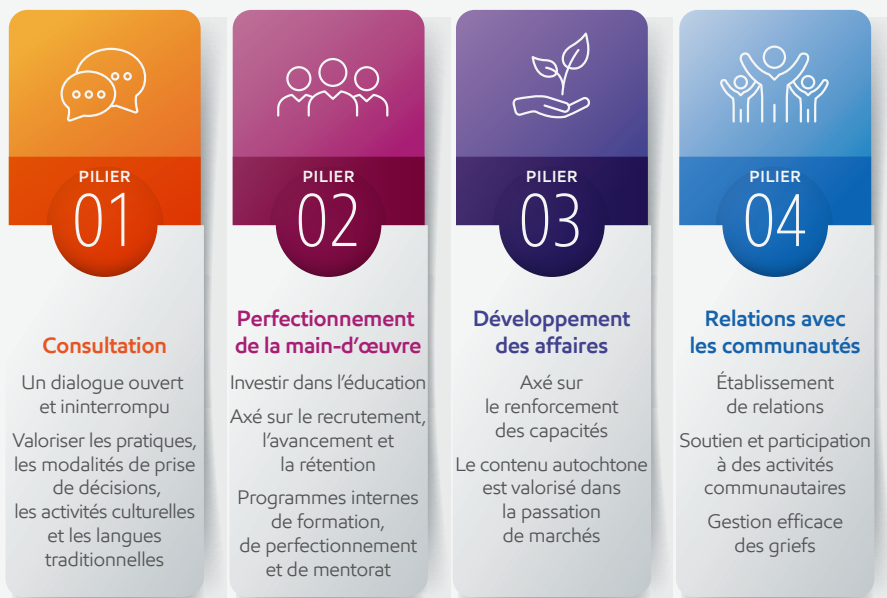 PILIER
01
Consultation
Un dialogue ouvert
et ininterrompu
Valoriser les pratiques,
les modalités de prise
de décisions,
les activités culturelles
et les langues
traditionnelles
PILIER
02
Perfectionnement
de la main-d'œuvre
Investir dans l'éducation
Axé sur le recrutement,
l'avancement et
la rétention
Programmes internes
de formation,
de perfectionnement
et de mentorat
PILIER
03
Développement
des affaires
Axé sur
le renforcement
des capacités
Le contenu autochtone
est valorisé dans
la passation
de marchés
PILIER
04
Relations avec
les communautés
Établissement
de relations
Soutien et participation
à des activités
communautaires
Gestion efficace
des griefs